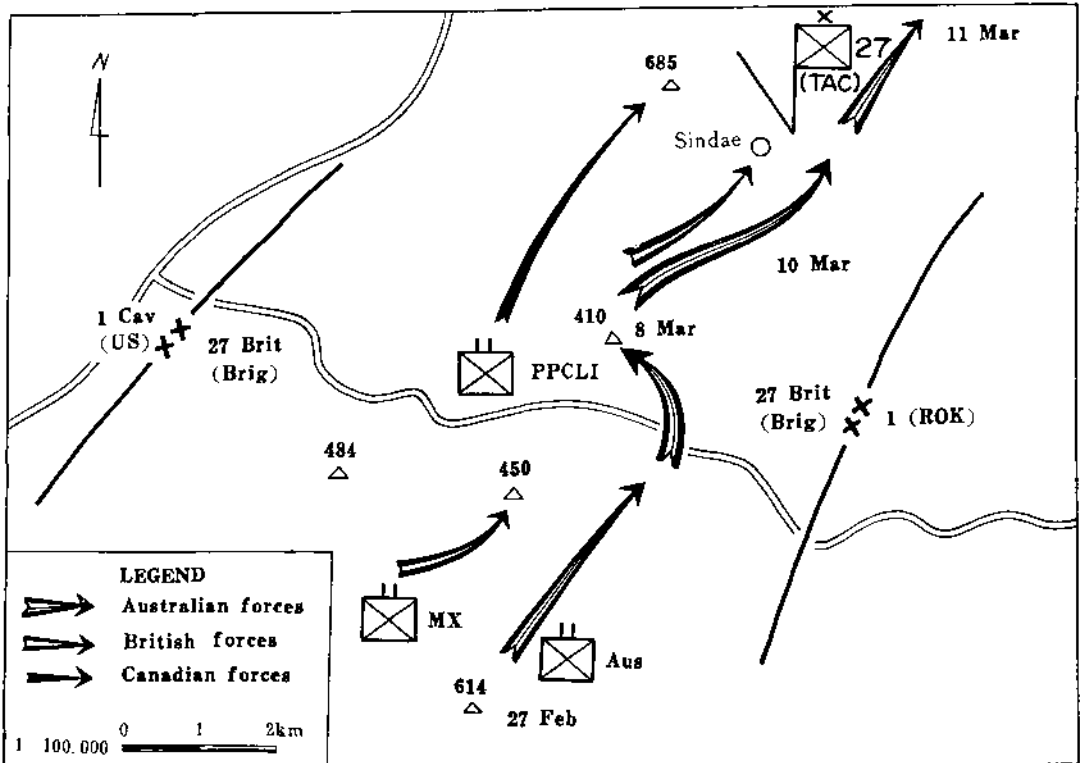 11 Mar
27
(TAC)
685
N
Sindae
10 Mar
1 Cav
(US)
27 Brit
(Brig)
410
8 Mar
PPCLI
27 Brit
(Brig)
1 (ROK)
484
450
LEGEND
Australian forces
British forces
Canadian forces
MX
Aus
614
27 Feb
0 1 2km
1 100.000